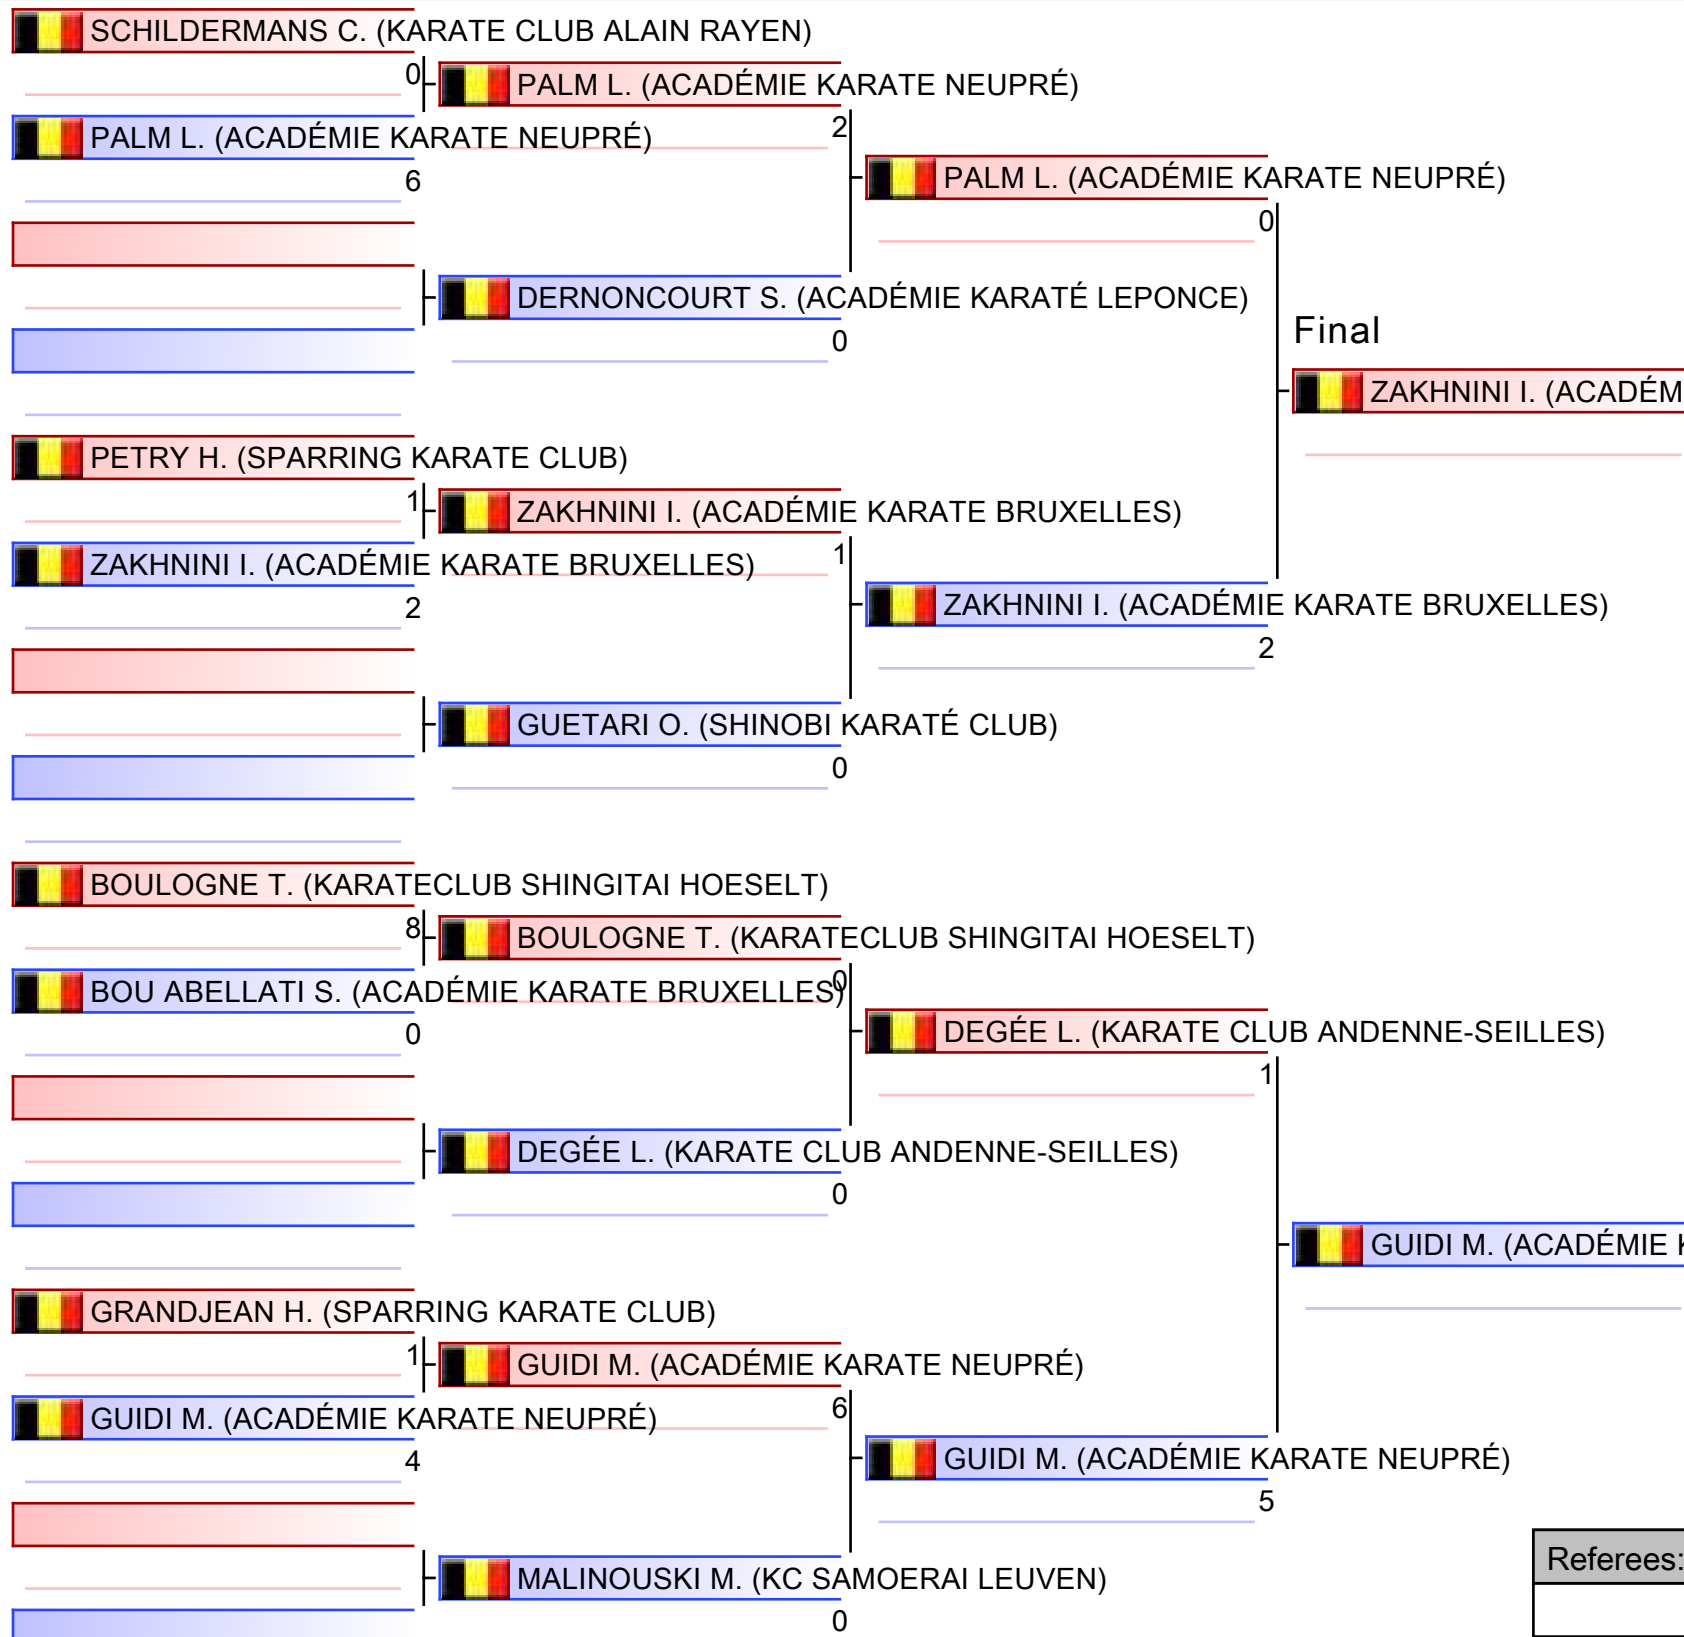 SCHILDERMANS C. (KARATE CLUB ALAIN RAYEN)
0
PALM L. (ACADÉMIE KARATE NEUPRÉ)
6
PETRY H. (SPARRING KARATE CLUB)
1
ZAKHNINI I. (ACADÉMIE KARATE BRUXELLES)
2
BOULOGNE T. (KARATECLUB SHINGITAI HOESELT)
8
BOU ABELLATI S. (ACADÉMIE KARATE BRUXELLES)
0
GRANDJEAN H. (SPARRING KARATE CLUB)
1
GUIDI M. (ACADÉMIE KARATE NEUPRÉ)
4
PALM L. (ACADÉMIE KARATE NEUPRÉ)
2
DERNONCOURT S. (ACADÉMIE KARATÉ LEPONCE)
0
ZAKHNINI I. (ACADÉMIE KARATE BRUXELLES)
1
GUETARI O. (SHINOBI KARATÉ CLUB)
0
BOULOGNE T. (KARATECLUB SHINGITAI HOESELT)
0
DEGÉE L. (KARATE CLUB ANDENNE-SEILLES)
0
GUIDI M. (ACADÉMIE KARATE NEUPRÉ)
6
MALINOUSKI M. (KC SAMOERAI LEUVEN)
0
PALM L. (ACADÉMIE KARATE NEUPRÉ)
0
ZAKHNINI I. (ACADÉMIE KARATE BRUXELLES)
2
DEGÉE L. (KARATE CLUB ANDENNE-SEILLES)
1
GUIDI M. (ACADÉMIE KARATE NEUPRÉ)
5
Final
ZAKHNINI I. (ACADÉM
GUIDI M. (ACADÉMIE K
Referees: